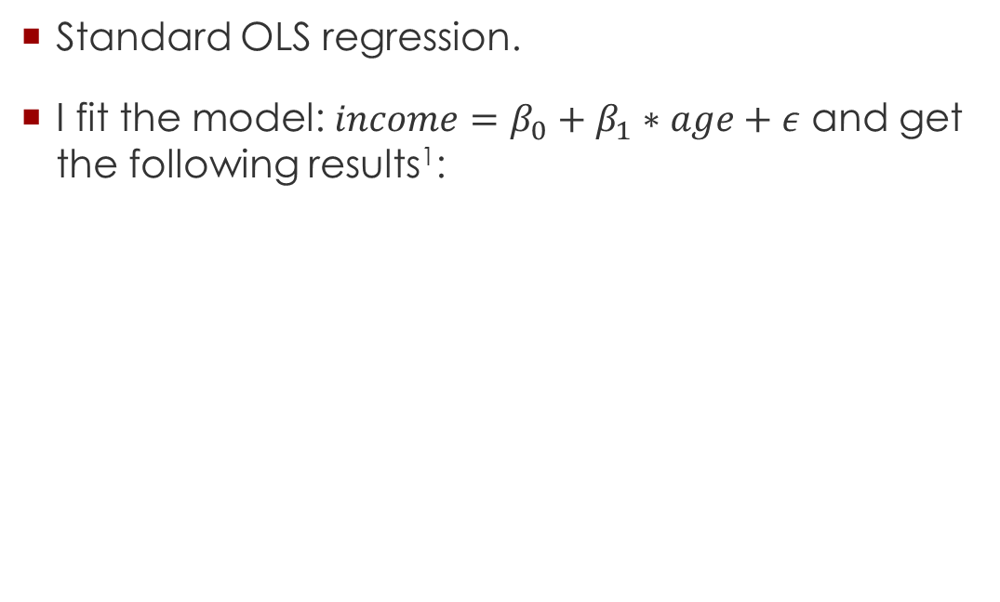 ▪ Standard OLS regression.
▪ I fit the model: 𝑖𝑛𝑐𝑜𝑚𝑒 = 𝛽₀ + 𝛽₁ ∗ 𝑎𝑔𝑒 + 𝜖 and get
the following results¹: